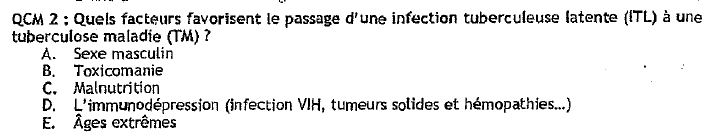 QCM 2 : Quels facteurs favorisent le passage d'une infection tuberculeuse latente (ITL) à une
tuberculose maladie (TM) ?
A. Sexe masculin
B. Toxicomanie
C. Malnutrition
D. L'immunodépression (infection VIH, tumeurs solides et hémopathies...)
E. Âges extrêmes